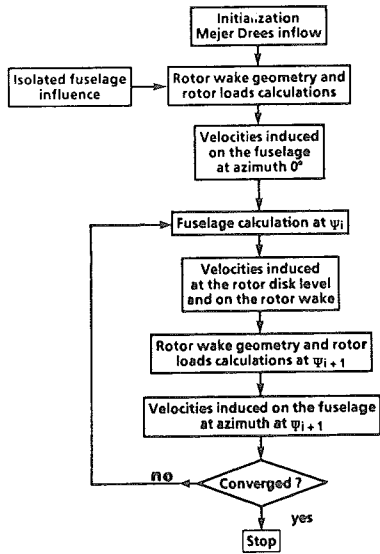 Initialization
Mejer Drees inflow
Isolated fuselage
influence
Rotor wake geometry and
rotor loads calculations
Velocities induced
on the fuselage
at azimuth 0°
Fuselage calculation at Ψi
Velocities induced
at the rotor disk level
and on the rotor wake
Rotor wake geometry and rotor
loads calculations at Ψi+1
Velocities induced on the fuselage
at azimuth at Ψi+1
no
Converged ?
yes
Stop